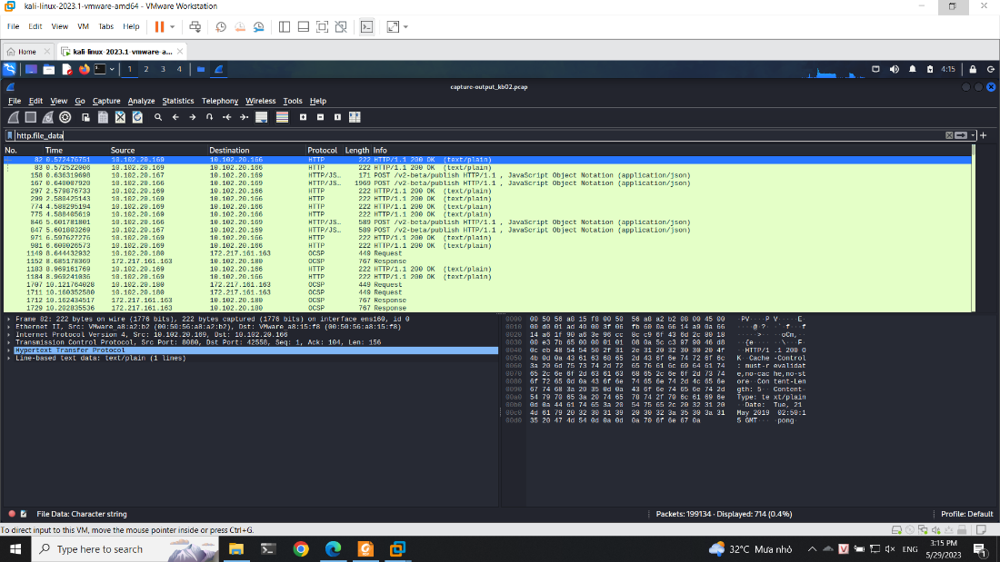 kali-linux-2023.1-vmware-amd64 - VMware Workstation
File Edit View VM Tabs Help
Home kali-linux-2023.1-vmware-a...
1 2 3 4 4:15
capture-output_kb02.pcap
File Edit View Go Capture Analyze Statistics Telephony Wireless Tools Help
http.file_data
No. Time Source Destination Protocol Length Info
82 0.572476751 10.102.20.169 10.102.20.166 HTTP 222 HTTP/1.1 200 OK (text/plain)
83 0.572522006 10.102.20.169 10.102.20.166 HTTP 222 HTTP/1.1 200 OK (text/plain)
158 0.636319698 10.102.20.166 10.102.20.169 HTTP/JS... 171 POST /v2-beta/publish HTTP/1.1 , JavaScript Object Notation (application/json)
167 0.640007920 10.102.20.166 10.102.20.169 HTTP/JS... 1969 POST /v2-beta/publish HTTP/1.1 , JavaScript Object Notation (application/json)
297 2.579876733 10.102.20.169 10.102.20.166 HTTP 222 HTTP/1.1 200 OK (text/plain)
299 2.580425143 10.102.20.169 10.102.20.166 HTTP 222 HTTP/1.1 200 OK (text/plain)
774 4.588295194 10.102.20.169 10.102.20.166 HTTP 222 HTTP/1.1 200 OK (text/plain)
775 4.588405619 10.102.20.169 10.102.20.166 HTTP 222 HTTP/1.1 200 OK (text/plain)
846 5.601781801 10.102.20.166 10.102.20.169 HTTP/JS... 589 POST /v2-beta/publish HTTP/1.1 , JavaScript Object Notation (application/json)
847 5.601803269 10.102.20.166 10.102.20.169 HTTP/JS... 589 POST /v2-beta/publish HTTP/1.1 , JavaScript Object Notation (application/json)
971 6.597627276 10.102.20.169 10.102.20.166 HTTP 222 HTTP/1.1 200 OK (text/plain)
981 6.600026573 10.102.20.169 10.102.20.166 HTTP 222 HTTP/1.1 200 OK (text/plain)
1149 8.644432932 10.102.20.180 172.217.161.163 OCSP 449 Request
1152 8.685178369 172.217.161.163 10.102.20.180 OCSP 767 Response
1183 8.969161769 10.102.20.169 10.102.20.166 HTTP 222 HTTP/1.1 200 OK (text/plain)
1184 8.969241036 10.102.20.169 10.102.20.166 HTTP 222 HTTP/1.1 200 OK (text/plain)
1707 10.121764028 10.102.20.180 172.217.161.163 OCSP 449 Request
1711 10.160352580 10.102.20.180 172.217.161.163 OCSP 449 Request
1712 10.162434517 172.217.161.163 10.102.20.180 OCSP 767 Response
1729 10.202835536 172.217.161.163 10.102.20.180 OCSP 767 Response
Frame 82: 222 bytes on wire (1776 bits), 222 bytes captured (1776 bits) on interface ens160, id 0
Ethernet II, Src: VMware_a8:a2:b2 (00:50:56:a8:a2:b2), Dst: VMware_a8:15:f8 (00:50:56:a8:15:f8)
Internet Protocol Version 4, Src: 10.102.20.169, Dst: 10.102.20.166
Transmission Control Protocol, Src Port: 8080, Dst Port: 42558, Seq: 1, Ack: 104, Len: 156
Hypertext Transfer Protocol
Line-based text data: text/plain (1 lines)
0000 00 50 56 a8 15 f8 00 50 56 a8 a2 b2 08 00 45 00 ·PV····P V·····E·
0010 00 d0 01 ad 40 00 3f 06 fb 60 0a 66 14 a9 0a 66 ····@·?· ·`·f···f
0020 14 a6 1f 90 a6 3e 96 cc 8c c9 6f 43 6d 2c 80 18 ·····>·· ··oCm,··
0030 00 e3 7b 65 00 00 01 01 08 0a 5c c3 97 90 46 d8 ··{e···· ··\···F·
0040 0c eb 48 54 54 50 2f 31 2e 31 20 32 30 30 20 4f ··HTTP/1 .1 200 O
0050 4b 0d 0a 43 61 63 68 65 2d 43 6f 6e 74 72 6f 6c K··Cache -Control
0060 3a 20 6d 75 73 74 2d 72 65 76 61 6c 69 64 61 74 : must-r evalidat
0070 65 2c 6e 6f 2d 63 61 63 68 65 2c 6e 6f 2d 73 74 e,no-cac he,no-st
0080 6f 72 65 0d 0a 43 6f 6e 74 65 6e 74 2d 4c 65 6e ore··Con tent-Len
0090 67 74 68 3a 20 35 0d 0a 43 6f 6e 74 65 6e 74 2d gth: 5·· Content-
00a0 54 79 70 65 3a 20 74 65 78 74 2f 70 6c 61 69 6e Type: te xt/plain
00b0 0d 0a 44 61 74 65 3a 20 54 75 65 2c 20 32 31 20 ··Date: Tue, 21
00c0 4d 61 79 20 32 30 31 39 20 30 32 3a 35 30 3a 31 May 2019 02:50:1
00d0 35 20 47 4d 54 0d 0a 0d 0a 70 6f 6e 67 0a 5 GMT··· ·pong·
File Data: Character string Packets: 199134 · Displayed: 714 (0.4%) Profile: Default
To direct input to this VM, move the mouse pointer inside or press Ctrl+G.
Type here to search 32°C Mưa nhỏ ENG 3:15 PM
5/29/2023